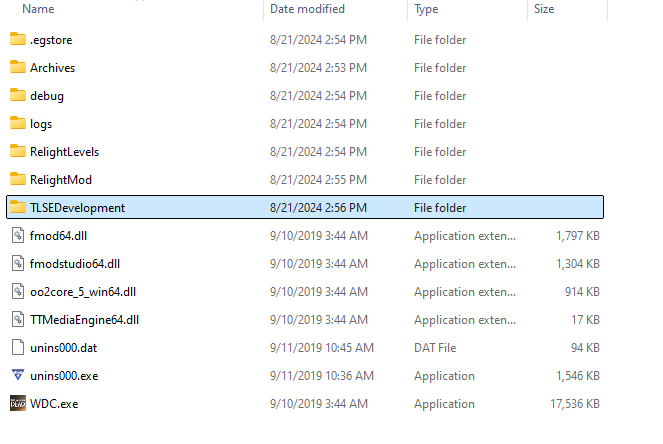 Name Date modified Type Size
.egstore 8/21/2024 2:54 PM File folder
Archives 8/21/2024 2:53 PM File folder
debug 8/21/2024 2:54 PM File folder
logs 8/21/2024 2:54 PM File folder
RelightLevels 8/21/2024 2:54 PM File folder
RelightMod 8/21/2024 2:55 PM File folder
TLSEDevelopment 8/21/2024 2:56 PM File folder
fmod64.dll 9/10/2019 3:44 AM Application exten... 1,797 KB
fmodstudio64.dll 9/10/2019 3:44 AM Application exten... 1,304 KB
oo2core_5_win64.dll 9/10/2019 3:44 AM Application exten... 914 KB
TTMediaEngine64.dll 9/10/2019 3:44 AM Application exten... 17 KB
unins000.dat 9/11/2019 10:45 AM DAT File 94 KB
unins000.exe 9/11/2019 10:36 AM Application 1,546 KB
WDC.exe 9/10/2019 3:44 AM Application 17,536 KB